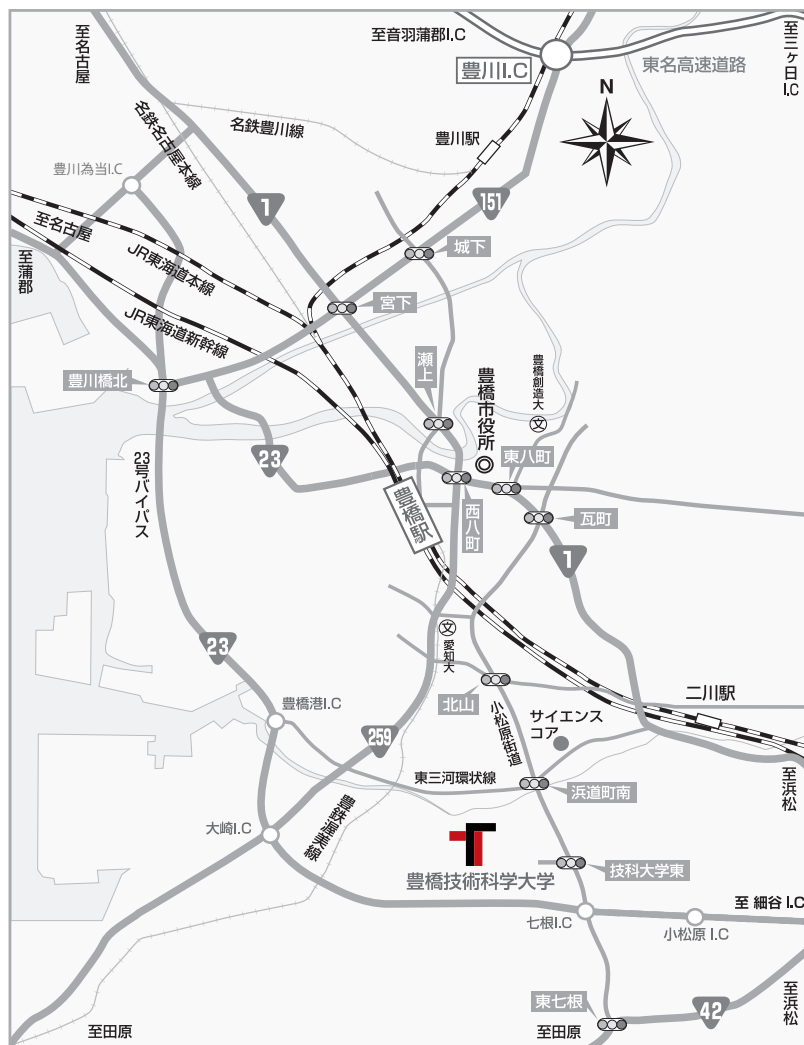 至名古屋
至音羽蒲郡I.C
豊川I.C
東名高速道路
至三ヶ日
I.C
N
名鉄名古屋本線
名鉄豊川線
豊川駅
豊川為当I.C
1
151
至名古屋
JR東海道本線
城下
至蒲郡
宮下
JR東海道新幹線
豊川橋北
瀬上
豊橋市役所
豊橋創造大
文
東八町
23
23号バイパス
豊橋駅
西八町
瓦町
1
文
愛知大
23
北山
小松原街道
二川駅
豊橋港I.C
サイエンス
コア
259
東三河環状線
浜道町南
至浜松
大崎I.C
豊鉄渥美線
豊橋技術科学大学
技科大学東
至 細谷 I.C
七根I.C
小松原 I.C
東七根
42
至浜松
至田原
至田原